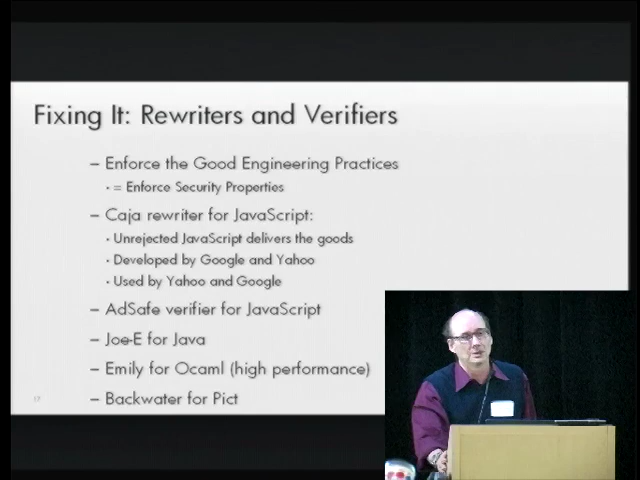 Fixing It: Rewriters and Verifiers
– Enforce the Good Engineering Practices
• = Enforce Security Properties
– Caja rewriter for JavaScript:
• Unrejected JavaScript delivers the goods
• Developed by Google and Yahoo
• Used by Yahoo and Google
– AdSafe verifier for JavaScript
– Joe-E for Java
– Emily for Ocaml (high performance)
– Backwater for Pict